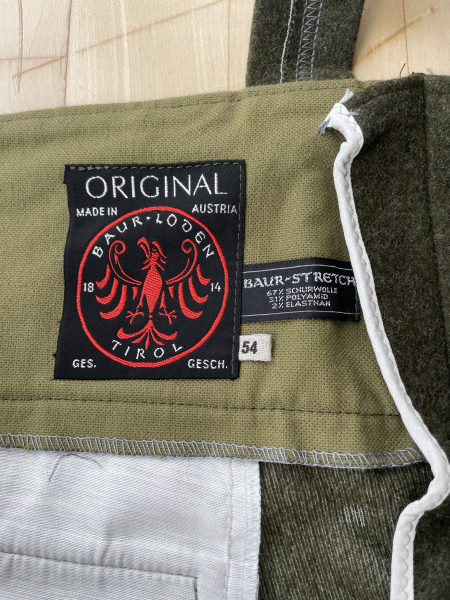 ORIGINAL
MADE IN AUSTRIA
BAUR·LODEN
18 14
TIROL
GES. GESCH.
BAUR-STRETCH
67% SCHURWOLLE
31% POLYAMID
2% ELASTHAN
54